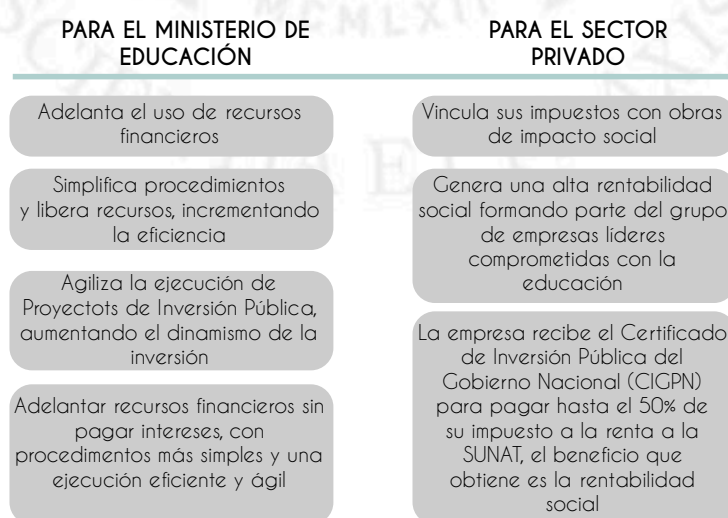 PARA EL MINISTERIO DE
EDUCACIÓN
Adelanta el uso de recursos
financieros
Simplifica procedimientos
y libera recursos, incrementando
la eficiencia
Agiliza la ejecución de
Proyectots de Inversión Pública,
aumentando el dinamismo de la
inversión
Adelantar recursos financieros sin
pagar intereses, con
procedimentos más simples y una
ejecución eficiente y ágil
PARA EL SECTOR
PRIVADO
Vincula sus impuestos con obras
de impacto social
Genera una alta rentabilidad
social formando parte del grupo
de empresas líderes
comprometidas con la
educación
La empresa recibe el Certificado
de Inversión Pública del
Gobierno Nacional (CIGPN)
para pagar hasta el 50% de
su impuesto a la renta a la
SUNAT, el beneficio que
obtiene es la rentabilidad
social